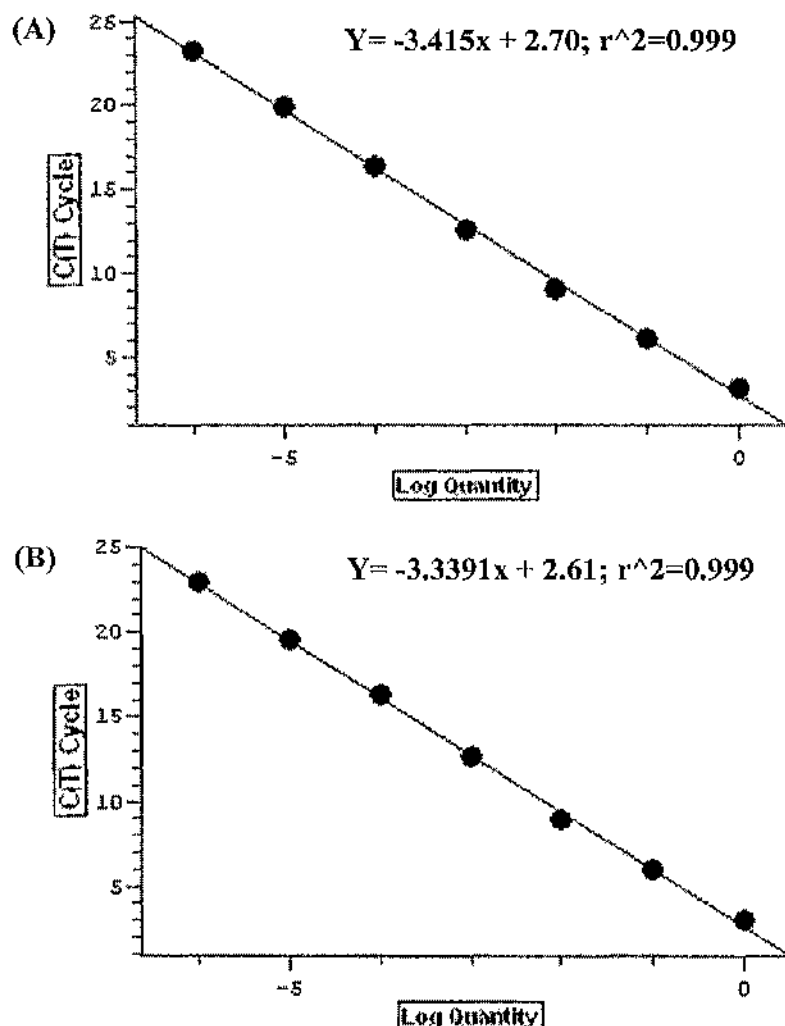 (A)
Y= -3.415x + 2.70; r^2=0.999
25
20
15
10
5
C(T) Cycle
-5
0
Log Quantity
(B)
Y= -3.3391x + 2.61; r^2=0.999
25
20
15
10
5
C(T) Cycle
-5
0
Log Quantity